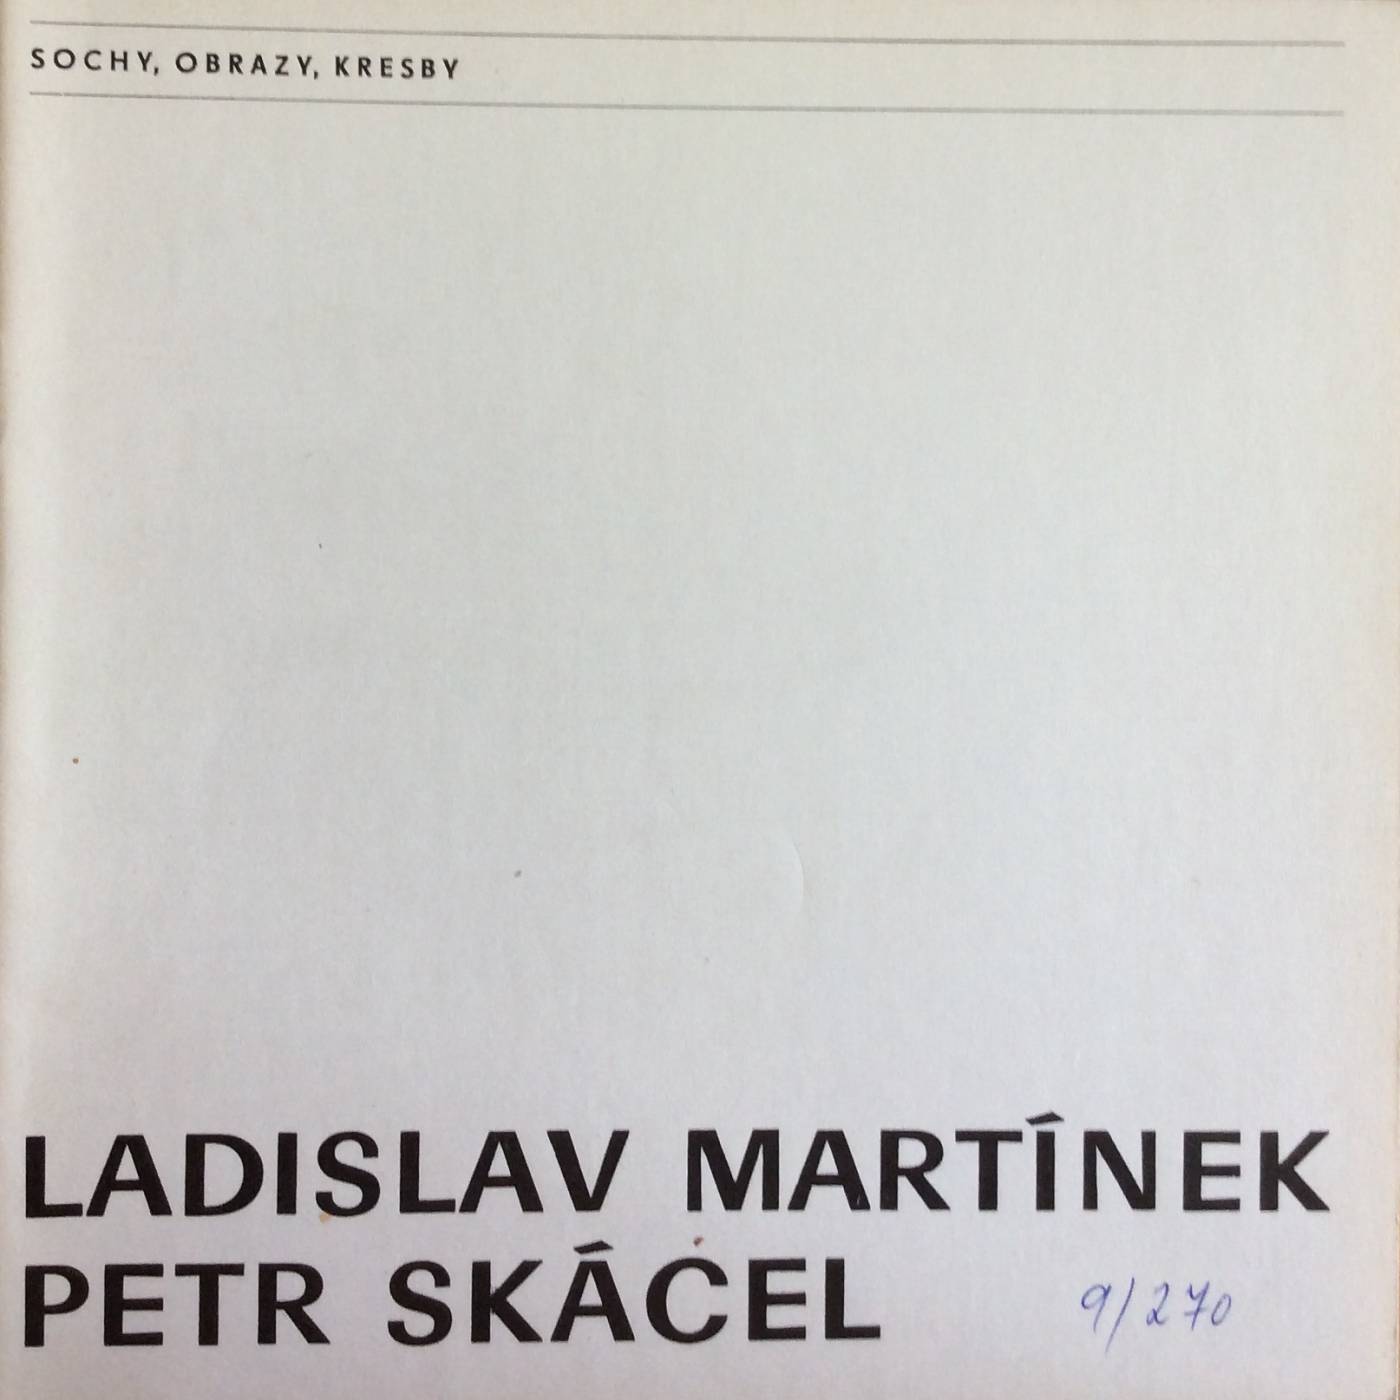 SOCHY, OBRAZY, KRESBY
LADISLAV MARTÍNEK
PETR SKÁCEL
9/270